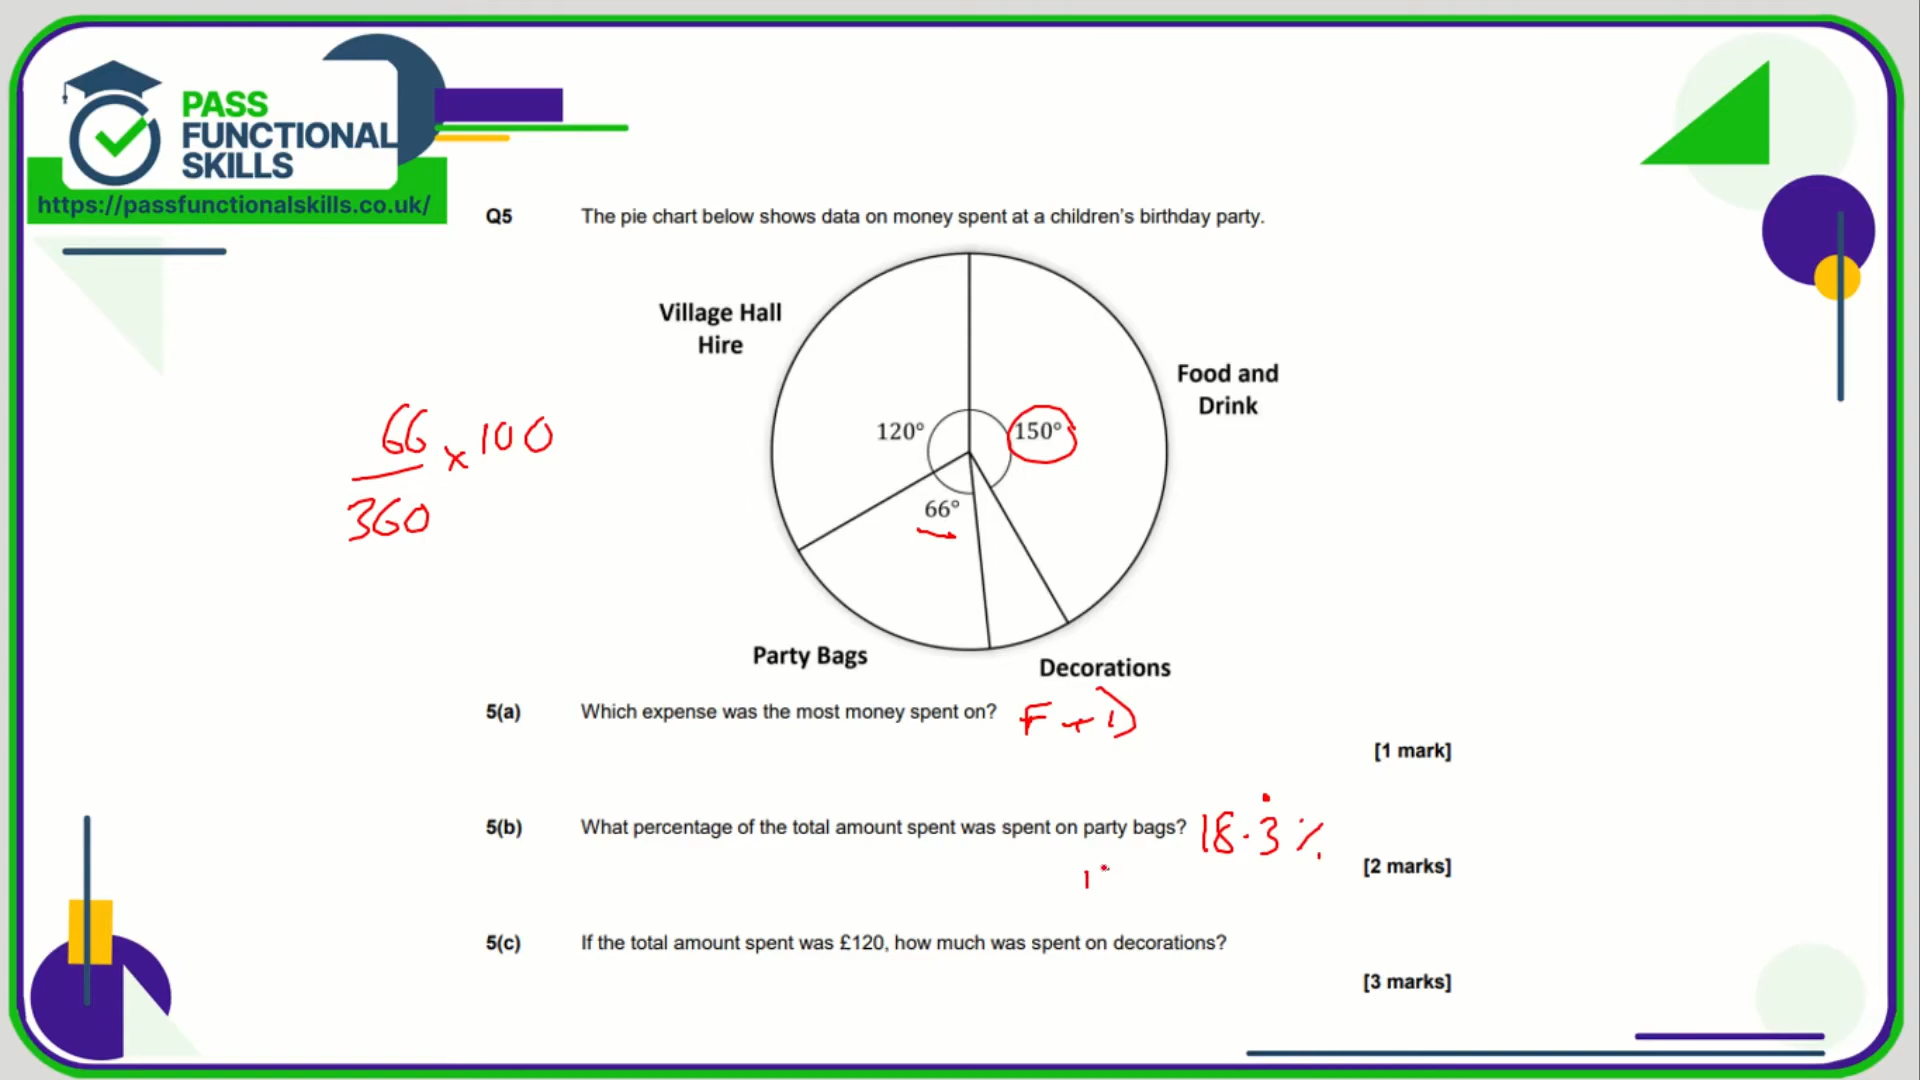 PASS
FUNCTIONAL
SKILLS
https://passfunctionalskills.co.uk/
Q5 The pie chart below shows data on money spent at a children's birthday party.
Village Hall
Hire
Food and
Drink
120°
150°
66°
66
360
× 100
Party Bags
Decorations
5(a) Which expense was the most money spent on? F + D
[1 mark]
5(b) What percentage of the total amount spent was spent on party bags? 18.3̇ %
[2 marks]
5(c) If the total amount spent was £120, how much was spent on decorations?
[3 marks]